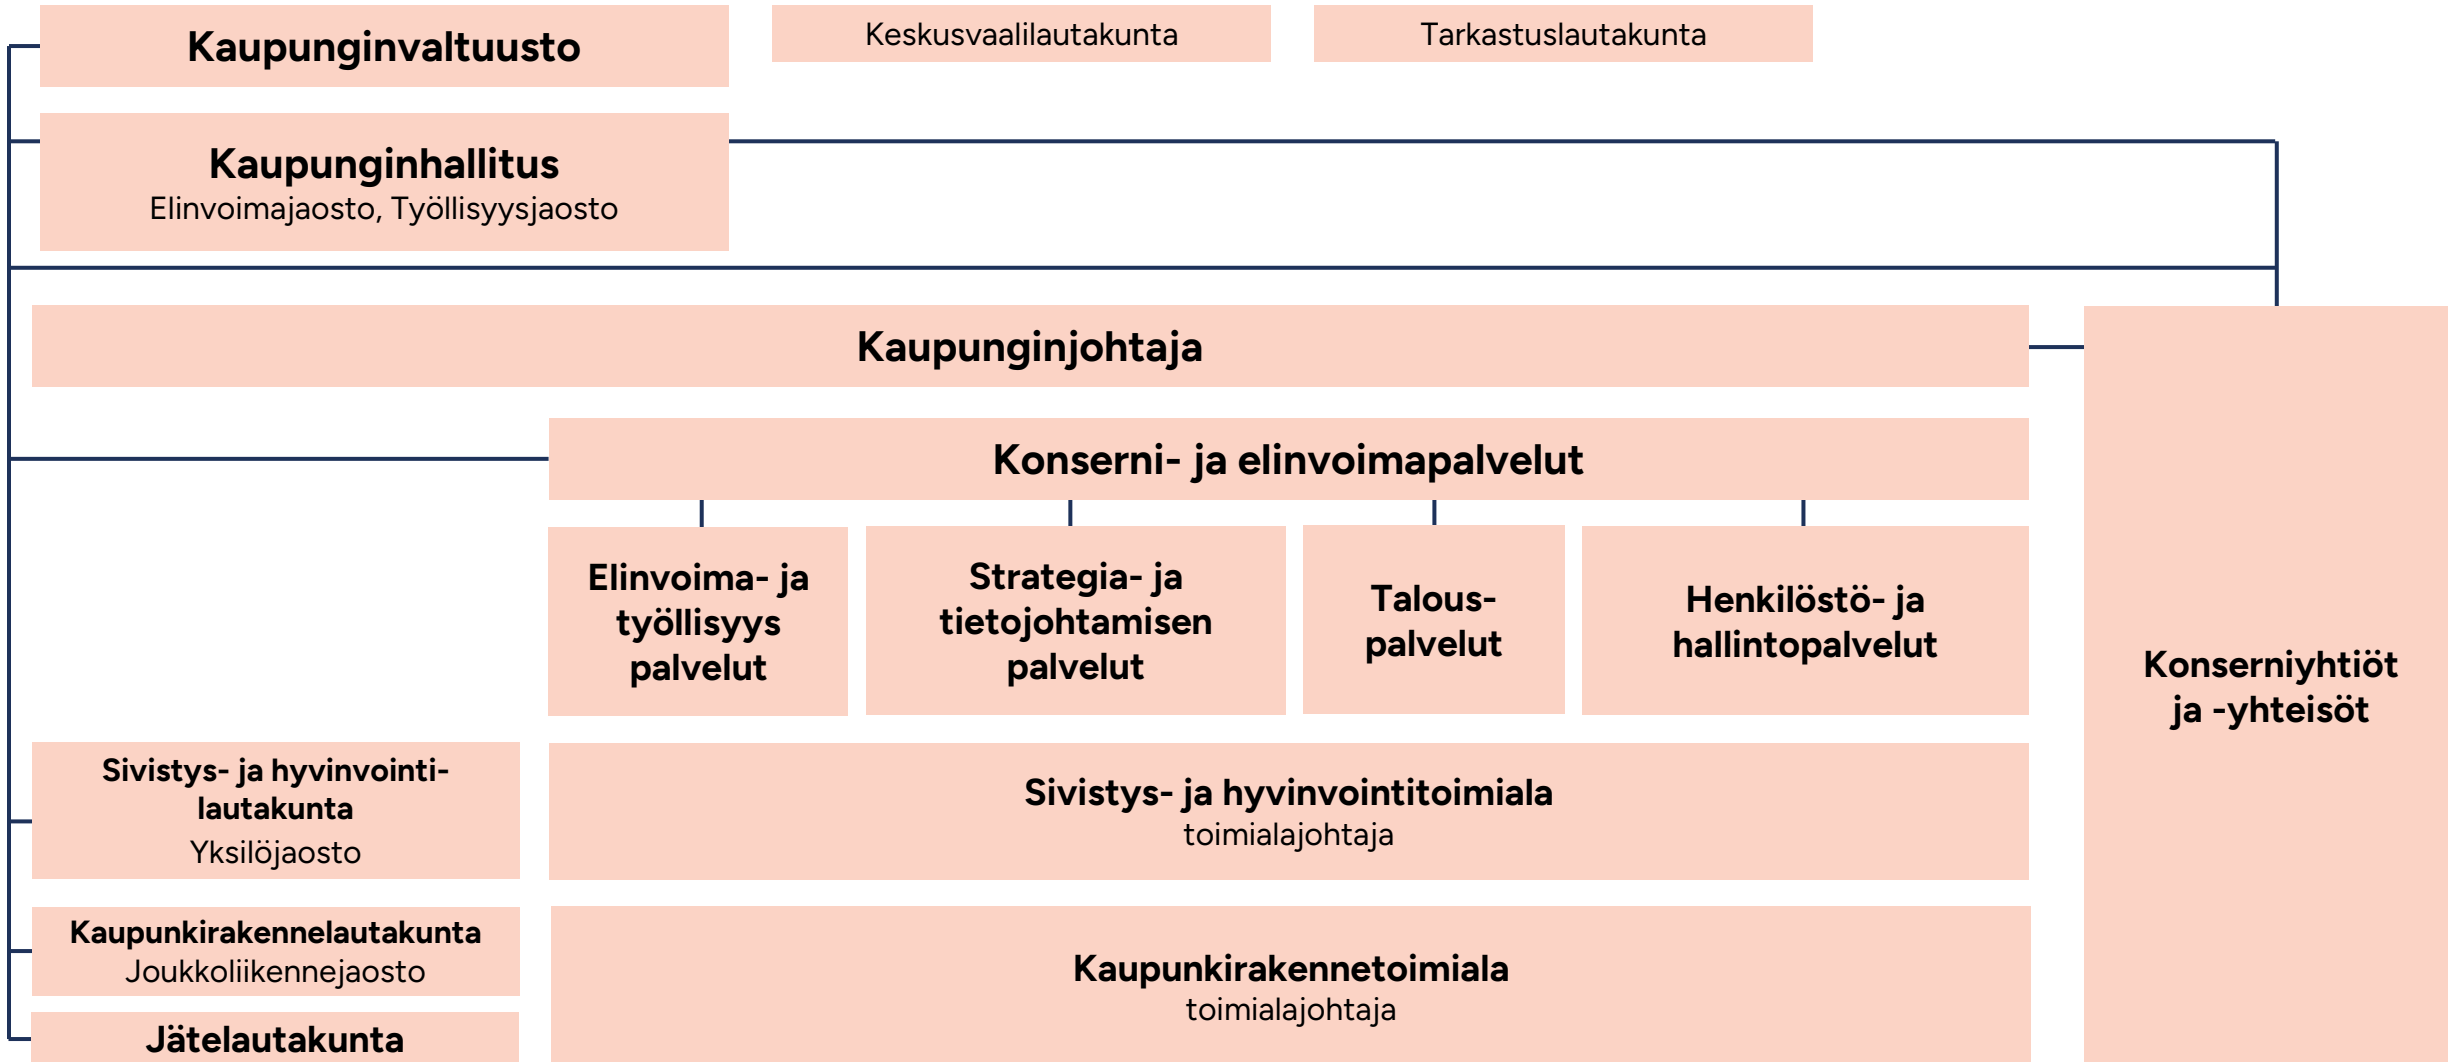 Kaupunginvaltuusto
Keskusvaalilautakunta
Tarkastuslautakunta
Kaupunginhallitus
Elinvoimajaosto, Työllisyysjaosto
Kaupunginjohtaja
Konserni- ja elinvoimapalvelut
Elinvoima- ja
työllisyys
palvelut
Strategia- ja
tietojohtamisen
palvelut
Talous-
palvelut
Henkilöstö- ja
hallintopalvelut
Konserniyhtiöt
ja -yhteisöt
Sivistys- ja hyvinvointi-
lautakunta
Yksilöjaosto
Sivistys- ja hyvinvointitoimiala
toimialajohtaja
Kaupunkirakennelautakunta
Joukkoliikennejaosto
Kaupunkirakennetoimiala
toimialajohtaja
Jätelautakunta